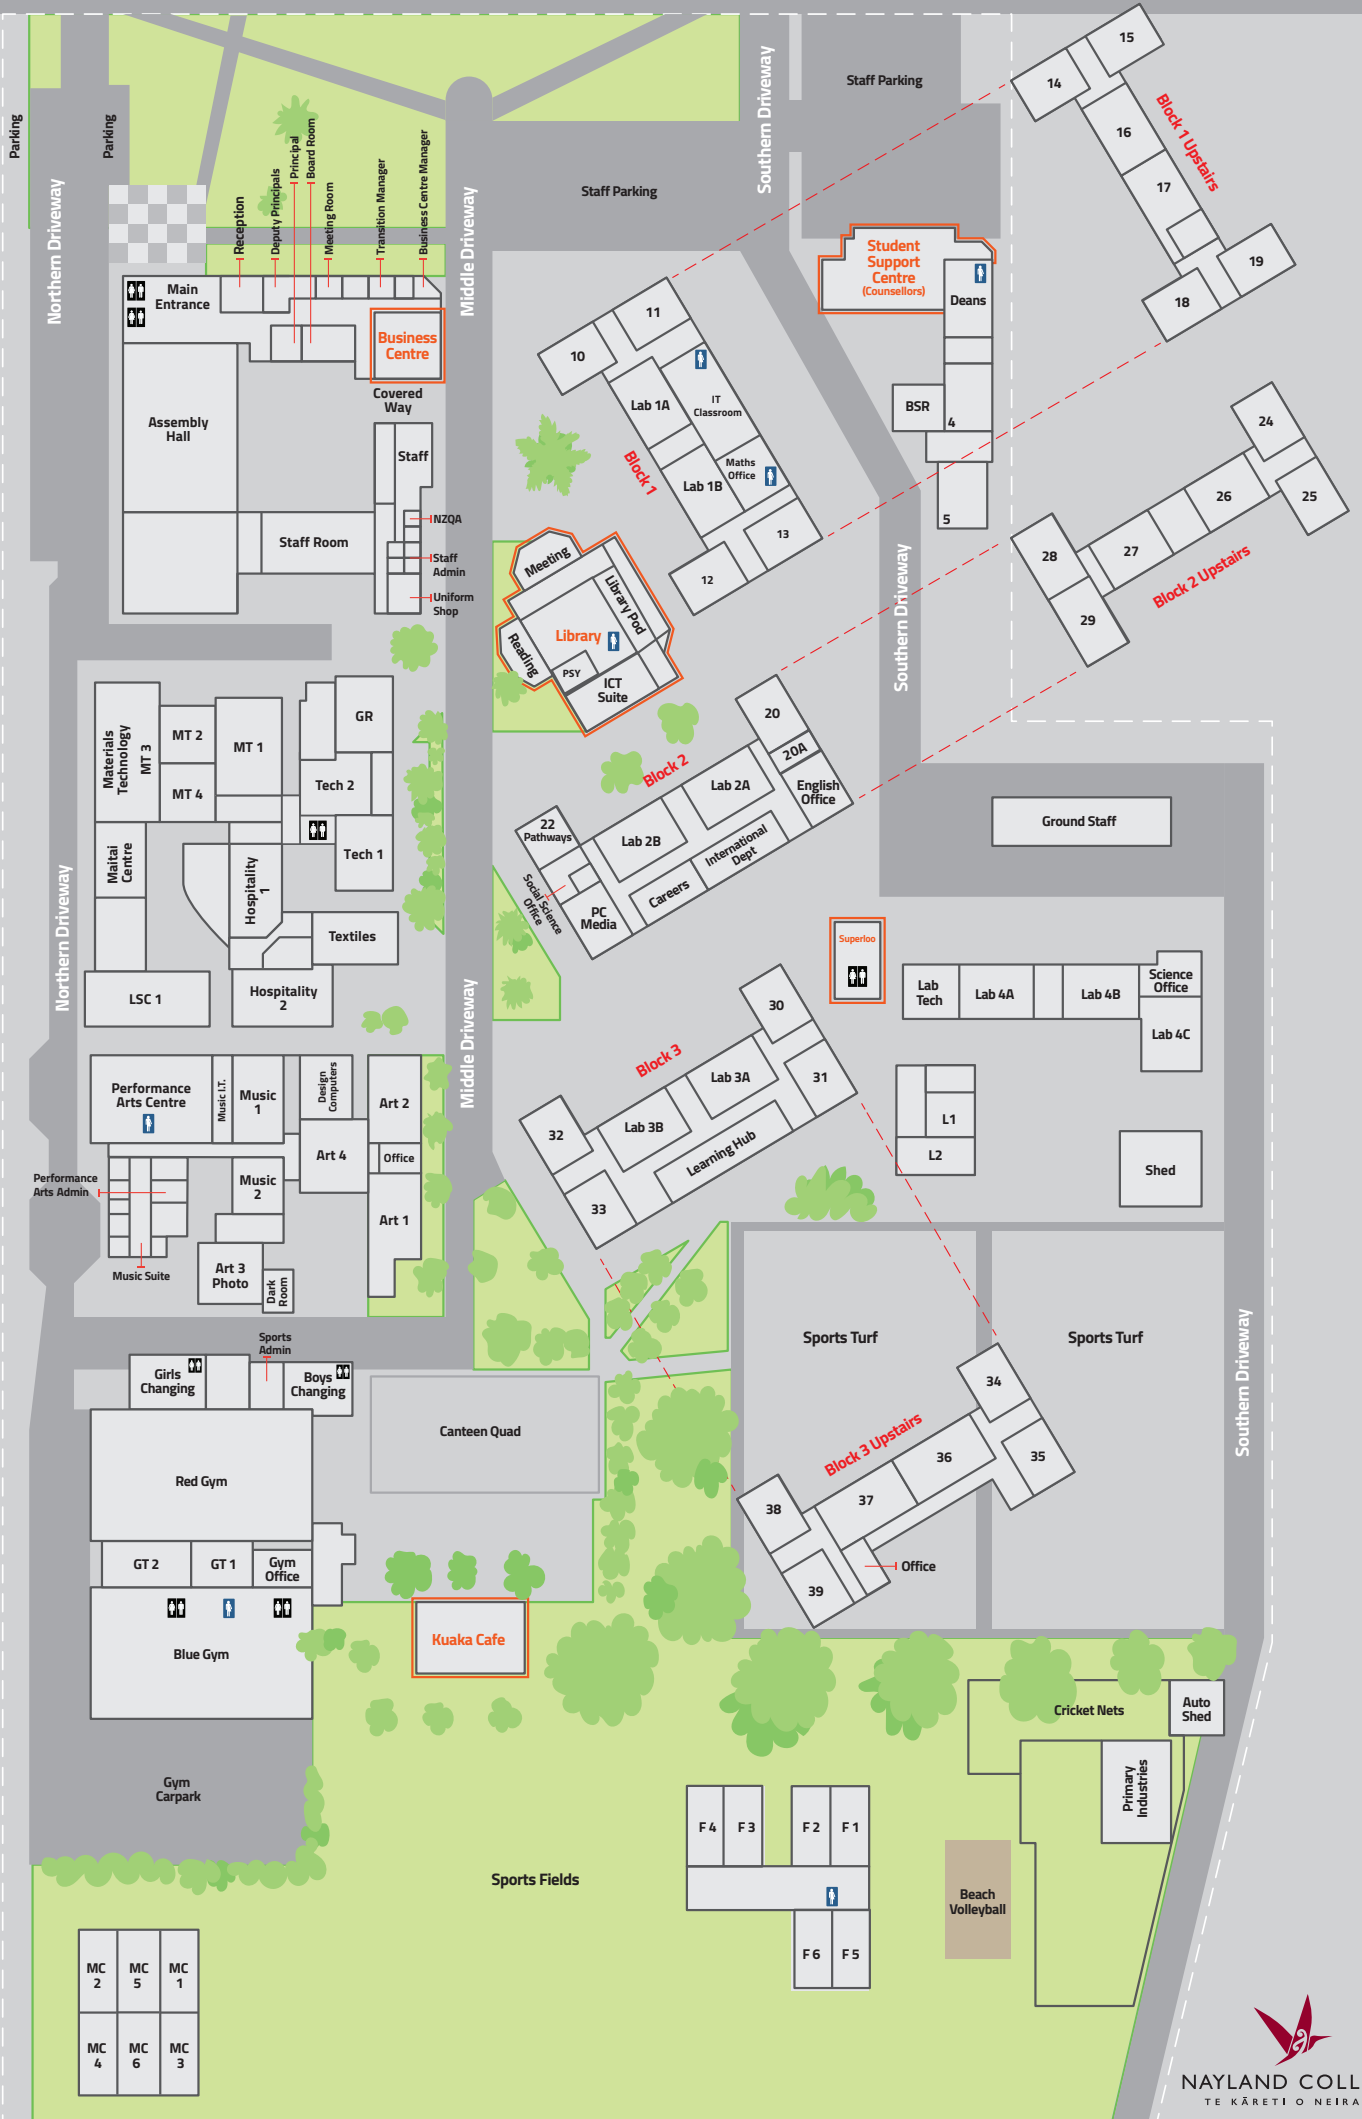 Parking
Parking
Northern Driveway
Reception
Deputy Principals
Principal
Board Room
Meeting Room
Transition Manager
Business Centre Manager
Middle Driveway
Staff Parking
Southern Driveway
Staff Parking
14
15
16
17
18
19
Block 1 Upstairs
Main
Entrance
Business
Centre
Covered
Way
Assembly
Hall
Staff
NZQA
Staff Room
Staff
Admin
Uniform
Shop
Student
Support
Centre
(Counsellors)
Deans
BSR
4
5
10
11
Lab 1A
IT
Classroom
Maths
Office
Lab 1B
Block 1
12
13
24
25
26
27
28
29
Block 2 Upstairs
Meeting
Library Pod
Library
Reading
PSY
ICT
Suite
Southern Driveway
20
20A
English
Office
Block 2
Lab 2A
Lab 2B
22
Pathways
International
Dept
Careers
Social Science
Office
PC
Media
Materials
Technology
MT 3
MT 2
MT 1
MT 4
GR
Tech 2
Tech 1
Maitai
Centre
Hospitality
1
Textiles
LSC 1
Hospitality
2
Northern Driveway
Middle Driveway
Ground Staff
Superloo
Lab
Tech
Lab 4A
Lab 4B
Science
Office
Lab 4C
L1
L2
Shed
Block 3
30
31
Lab 3A
Lab 3B
Learning Hub
32
33
Performance
Arts Centre
Music I.T.
Music
1
Design
Computers
Art 2
Art 4
Office
Performance
Arts Admin
Music
2
Art 1
Music Suite
Art 3
Photo
Dark
Room
Sports Turf
Sports Turf
Southern Driveway
Sports
Admin
Girls
Changing
Boys
Changing
Canteen Quad
Red Gym
GT 2
GT 1
Gym
Office
Blue Gym
Kuaka Cafe
Block 3 Upstairs
34
35
36
37
38
39
Office
Gym
Carpark
Cricket Nets
Auto
Shed
Primary
Industries
F 4
F 3
F 2
F 1
F 6
F 5
Sports Fields
Beach
Volleyball
MC
2
MC
5
MC
1
MC
4
MC
6
MC
3
NAYLAND COLL
TE KĀRETI O NEIRA